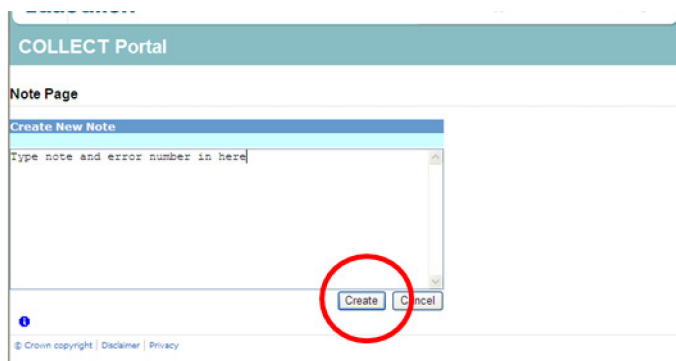 COLLECT Portal
Note Page
Create New Note
Type note and error number in here
Create Cancel
© Crown copyright | Disclaimer | Privacy